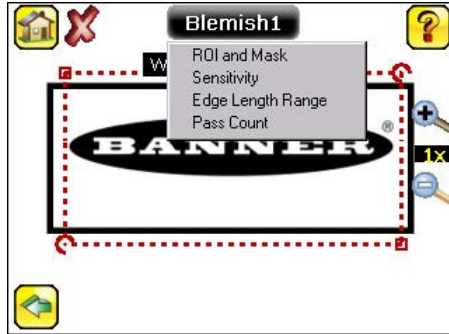 Blemish1
?
W
ROI and Mask
Sensitivity
Edge Length Range
Pass Count
BANNER
®
1x